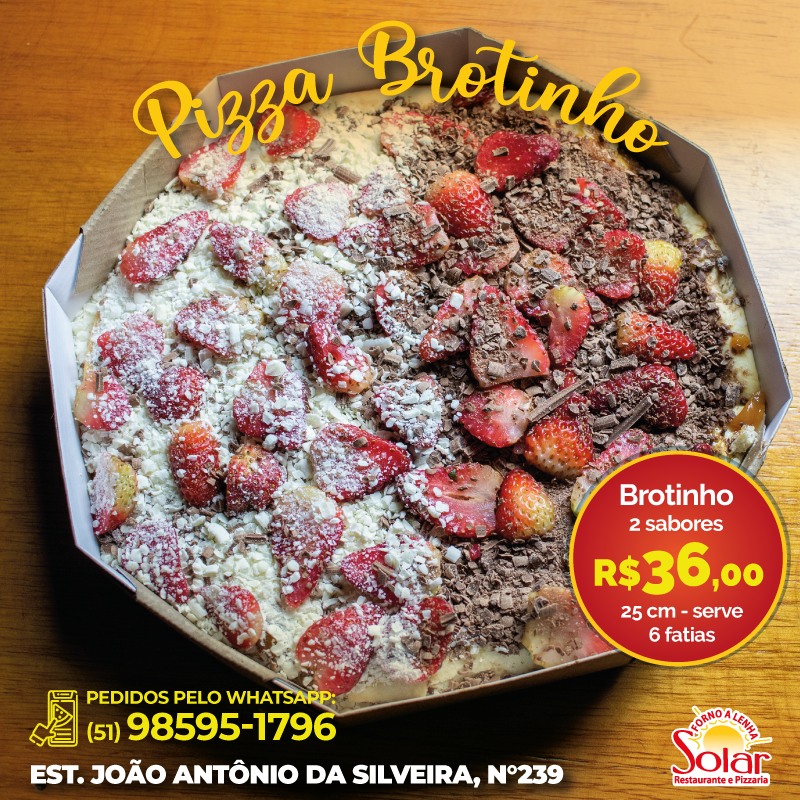 Pizza Brotinho
Brotinho
2 sabores
R$36,00
25 cm - serve
6 fatias
PEDIDOS PELO WHATSAPP:
(51) 98595-1796
EST. JOÃO ANTÔNIO DA SILVEIRA, N°239
FORNO A LENHA
Solar
Restaurante e Pizzaria